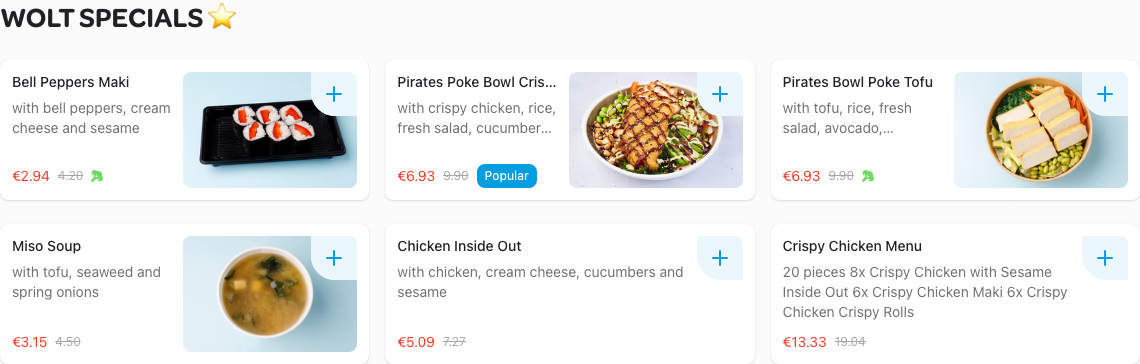 WOLT SPECIALS ⭐
Bell Peppers Maki
with bell peppers, cream
cheese and sesame
€2.94 4.20
Pirates Poke Bowl Cris...
with crispy chicken, rice,
fresh salad, cucumber...
€6.93 9.90 Popular
Pirates Bowl Poke Tofu
with tofu, rice, fresh
salad, avocado,...
€6.93 9.90
Miso Soup
with tofu, seaweed and
spring onions
€3.15 4.50
Chicken Inside Out
with chicken, cream cheese, cucumbers and
sesame
€5.09 7.27
Crispy Chicken Menu
20 pieces 8x Crispy Chicken with Sesame
Inside Out 6x Crispy Chicken Maki 6x Crispy
Chicken Crispy Rolls
€13.33 19.04